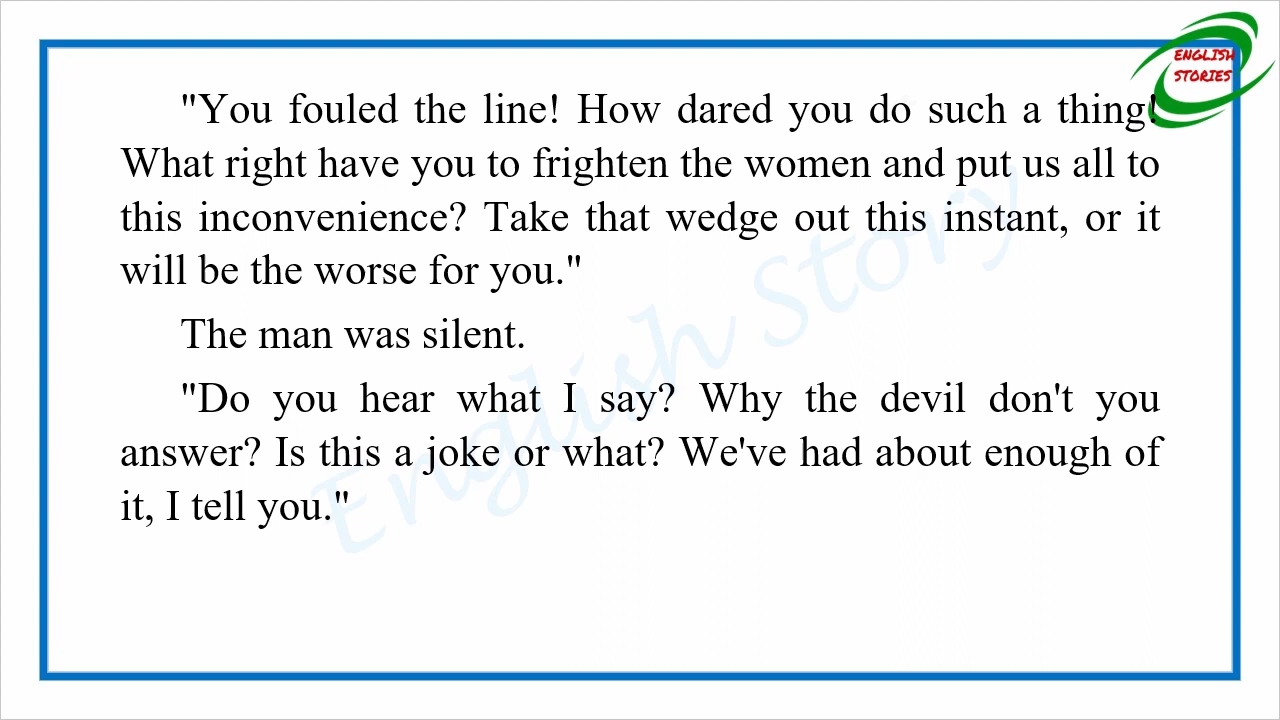 ENGLISH
STORIES
"You fouled the line! How dared you do such a thing!
What right have you to frighten the women and put us all to
this inconvenience? Take that wedge out this instant, or it
will be the worse for you."
The man was silent.
"Do you hear what I say? Why the devil don't you
answer? Is this a joke or what? We've had about enough of
it, I tell you."
English Story